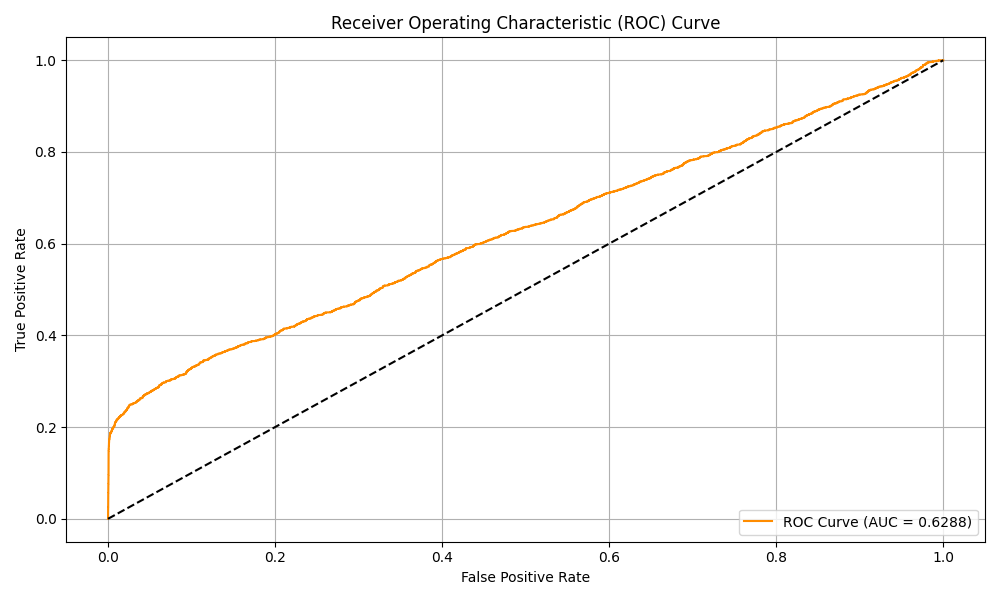 Receiver Operating Characteristic (ROC) Curve
True Positive Rate
1.0
0.8
0.6
0.4
0.2
0.0
0.0 0.2 0.4 0.6 0.8 1.0
False Positive Rate
ROC Curve (AUC = 0.6288)